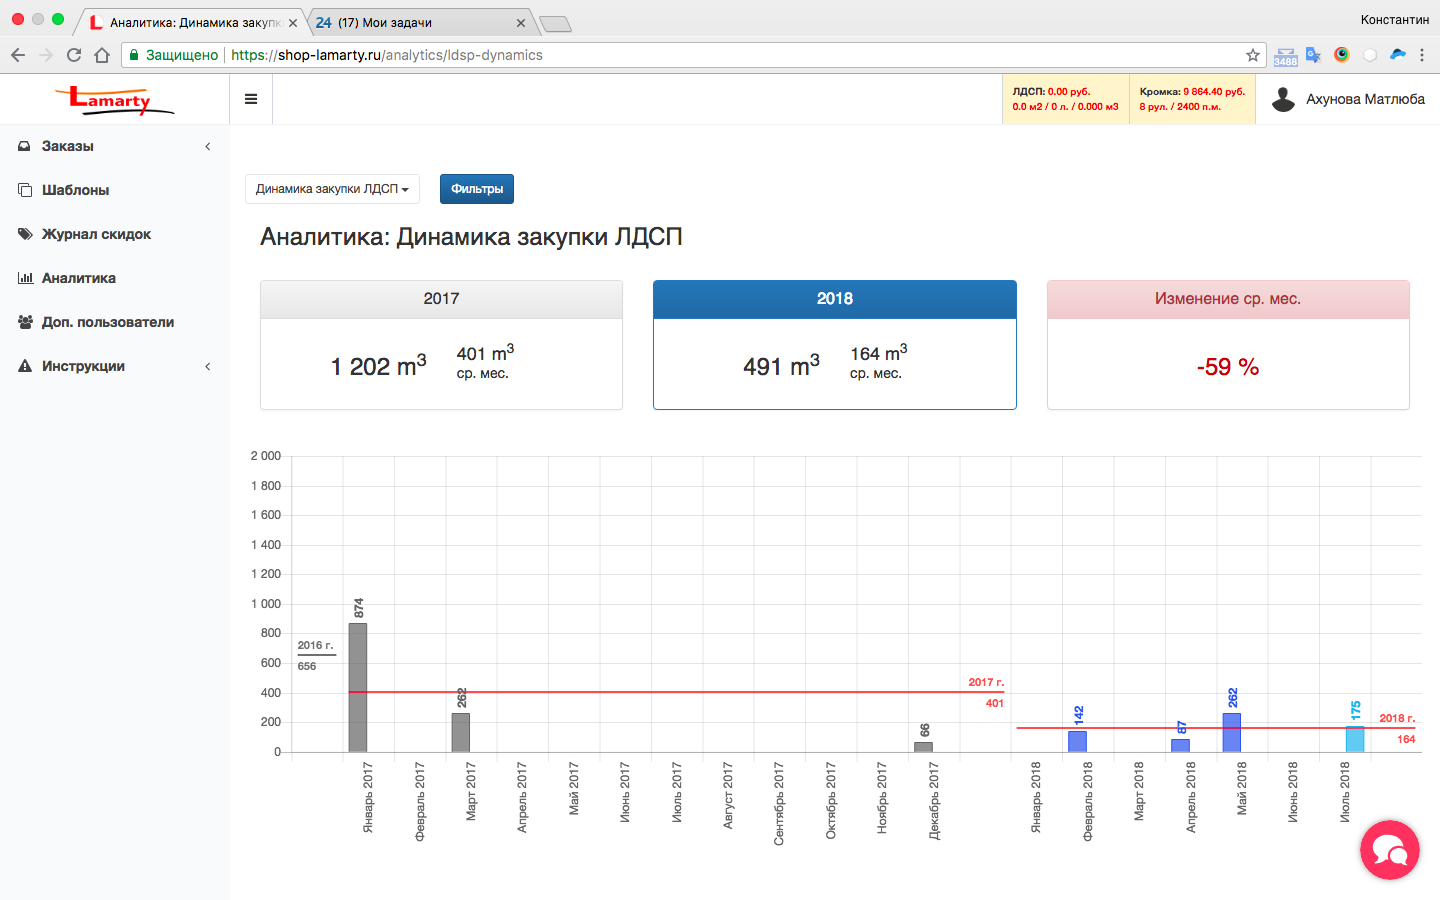 Аналитика: Динамика закупк
24 (17) Мои задачи
Константин
Защищено https://shop-lamarty.ru/analytics/ldsp-dynamics
3488
Lamarty
ЛДСП: 0.00 руб.
0.0 м2 / 0 л. / 0.000 м3
Кромка: 9 864.40 руб.
8 рул. / 2400 п.м.
Ахунова Матлюба
Заказы
Шаблоны
Журнал скидок
Аналитика
Доп. пользователи
Инструкции
Динамика закупки ЛДСП
Фильтры
Аналитика: Динамика закупки ЛДСП
2017
1 202 m³
401 m³
ср. мес.
2018
491 m³
164 m³
ср. мес.
Изменение ср. мес.
-59 %
2 000
1 800
1 600
1 400
1 200
1 000
800
600
400
200
0
2016 г.
656
874
262
66
2017 г.
401
142
87
262
175
2018 г.
164
Январь 2017
Февраль 2017
Март 2017
Апрель 2017
Май 2017
Июнь 2017
Июль 2017
Август 2017
Сентябрь 2017
Октябрь 2017
Ноябрь 2017
Декабрь 2017
Январь 2018
Февраль 2018
Март 2018
Апрель 2018
Май 2018
Июнь 2018
Июль 2018